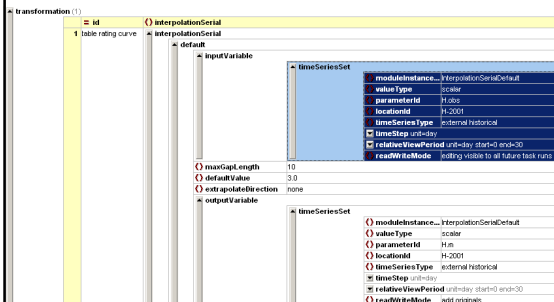 transformation (1)
= id () interpolationSerial
1 table rating curve interpolationSerial
default
inputVariable
timeSeriesSet
moduleInstance... InterpolationSerialDefault
valueType scalar
parameterId H.obs
locationId H-2001
timeSeriesType external historical
timeStep unit=day
relativeViewPeriod unit=day start=0 end=30
readWriteMode editing visible to all future task runs
() maxGapLength 10
() defaultValue 3.0
() extrapolateDirection none
outputVariable
timeSeriesSet
() moduleInstance... InterpolationSerialDefault
() valueType scalar
() parameterId H.m
() locationId H-2001
() timeSeriesType external historical
timeStep unit=day
relativeViewPeriod unit=day start=0 end=30
() readWriteMode add originals